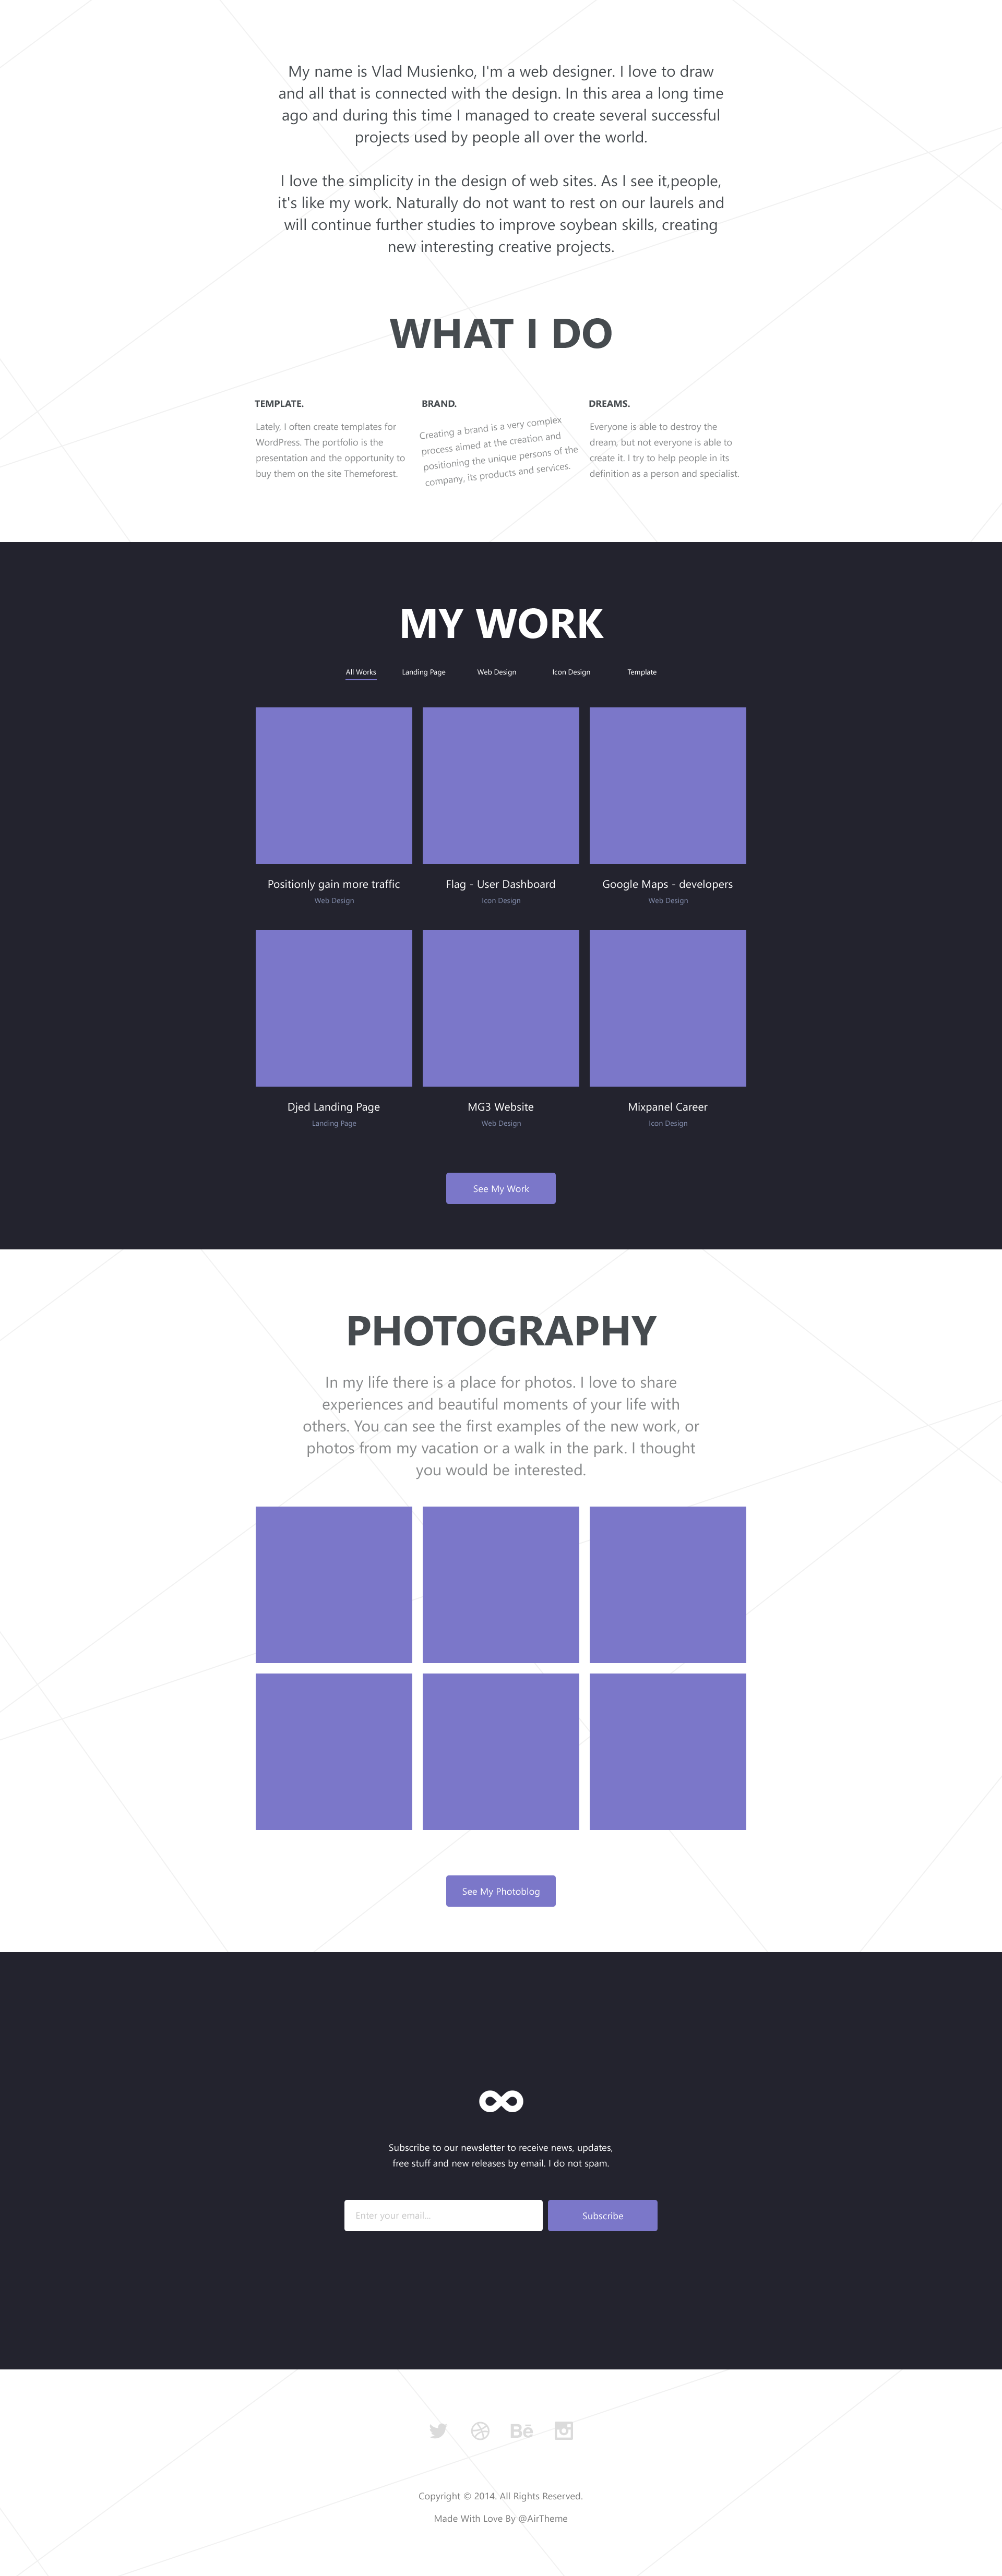 My name is Vlad Musienko, I'm a web designer. I love to draw
and all that is connected with the design. In this area a long time
ago and during this time I managed to create several successful
projects used by people all over the world.
I love the simplicity in the design of web sites. As I see it,people,
it's like my work. Naturally do not want to rest on our laurels and
will continue further studies to improve soybean skills, creating
new interesting creative projects.
WHAT I DO
TEMPLATE.
Lately, I often create templates for
WordPress. The portfolio is the
presentation and the opportunity to
buy them on the site Themeforest.
BRAND.
Creating a brand is a very complex
process aimed at the creation and
positioning the unique persons of the
company, its products and services.
DREAMS.
Everyone is able to destroy the
dream, but not everyone is able to
create it. I try to help people in its
definition as a person and specialist.
MY WORK
All Works Landing Page Web Design Icon Design Template
Positionly gain more traffic
Web Design
Flag - User Dashboard
Icon Design
Google Maps - developers
Web Design
Djed Landing Page
Landing Page
MG3 Website
Web Design
Mixpanel Career
Icon Design
See My Work
PHOTOGRAPHY
In my life there is a place for photos. I love to share
experiences and beautiful moments of your life with
others. You can see the first examples of the new work, or
photos from my vacation or a walk in the park. I thought
you would be interested.
See My Photoblog
Subscribe to our newsletter to receive news, updates,
free stuff and new releases by email. I do not spam.
Enter your email...
Subscribe
Bē
Copyright © 2014. All Rights Reserved.
Made With Love By @AirTheme